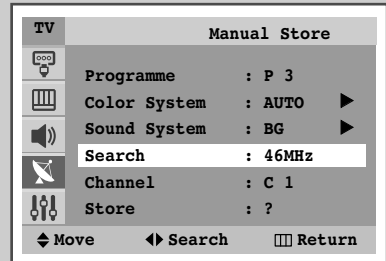 TV Manual Store
Programme : P 3
Color System : AUTO ▶
Sound System : BG ▶
Search : 46MHz
Channel : C 1
Store : ?
Move Search Return